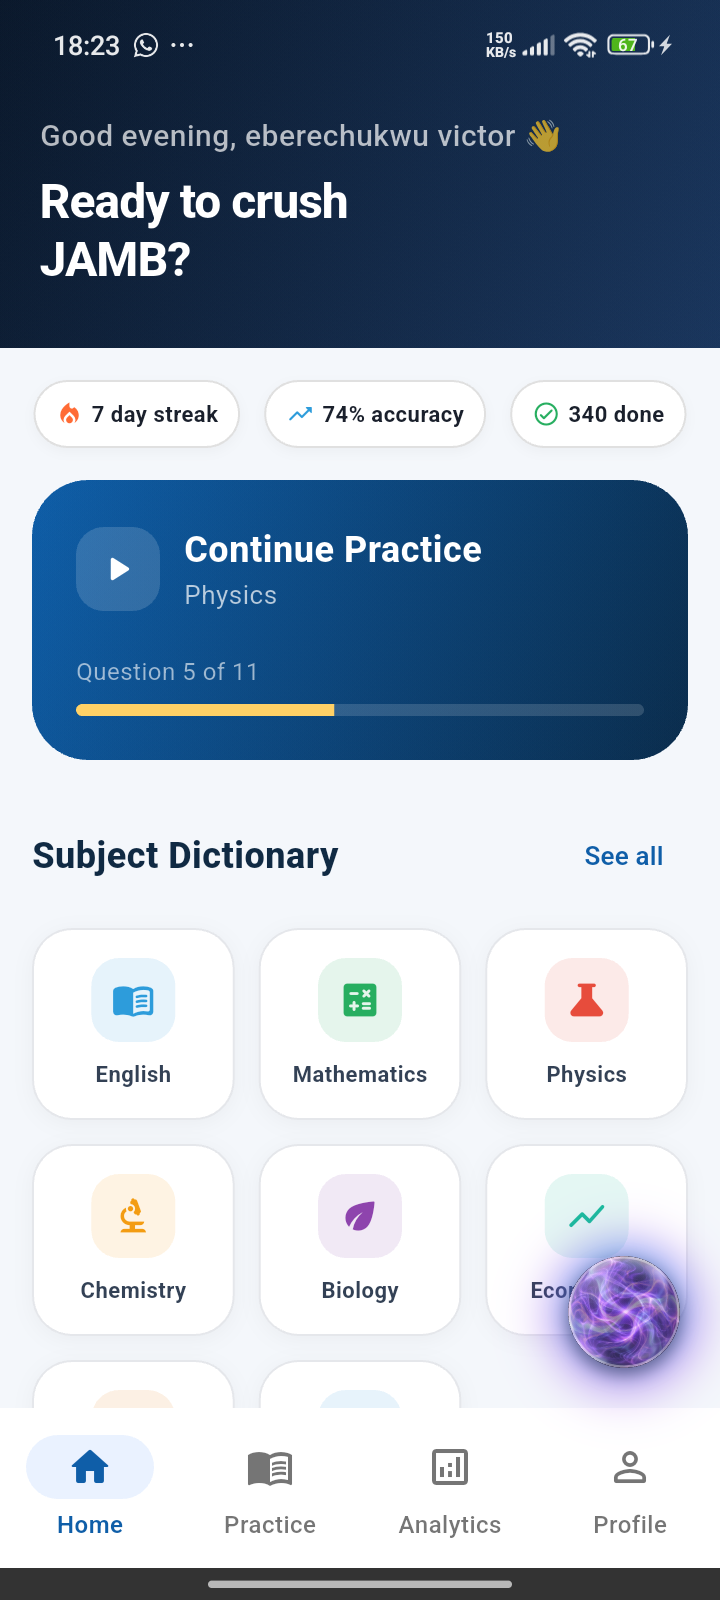 18:23
150
KB/s
67
Good evening, eberechukwu victor 👋
Ready to crush
JAMB?
7 day streak
74% accuracy
340 done
Continue Practice
Physics
Question 5 of 11
Subject Dictionary
See all
English
Mathematics
Physics
Chemistry
Biology
Home
Practice
Analytics
Profile